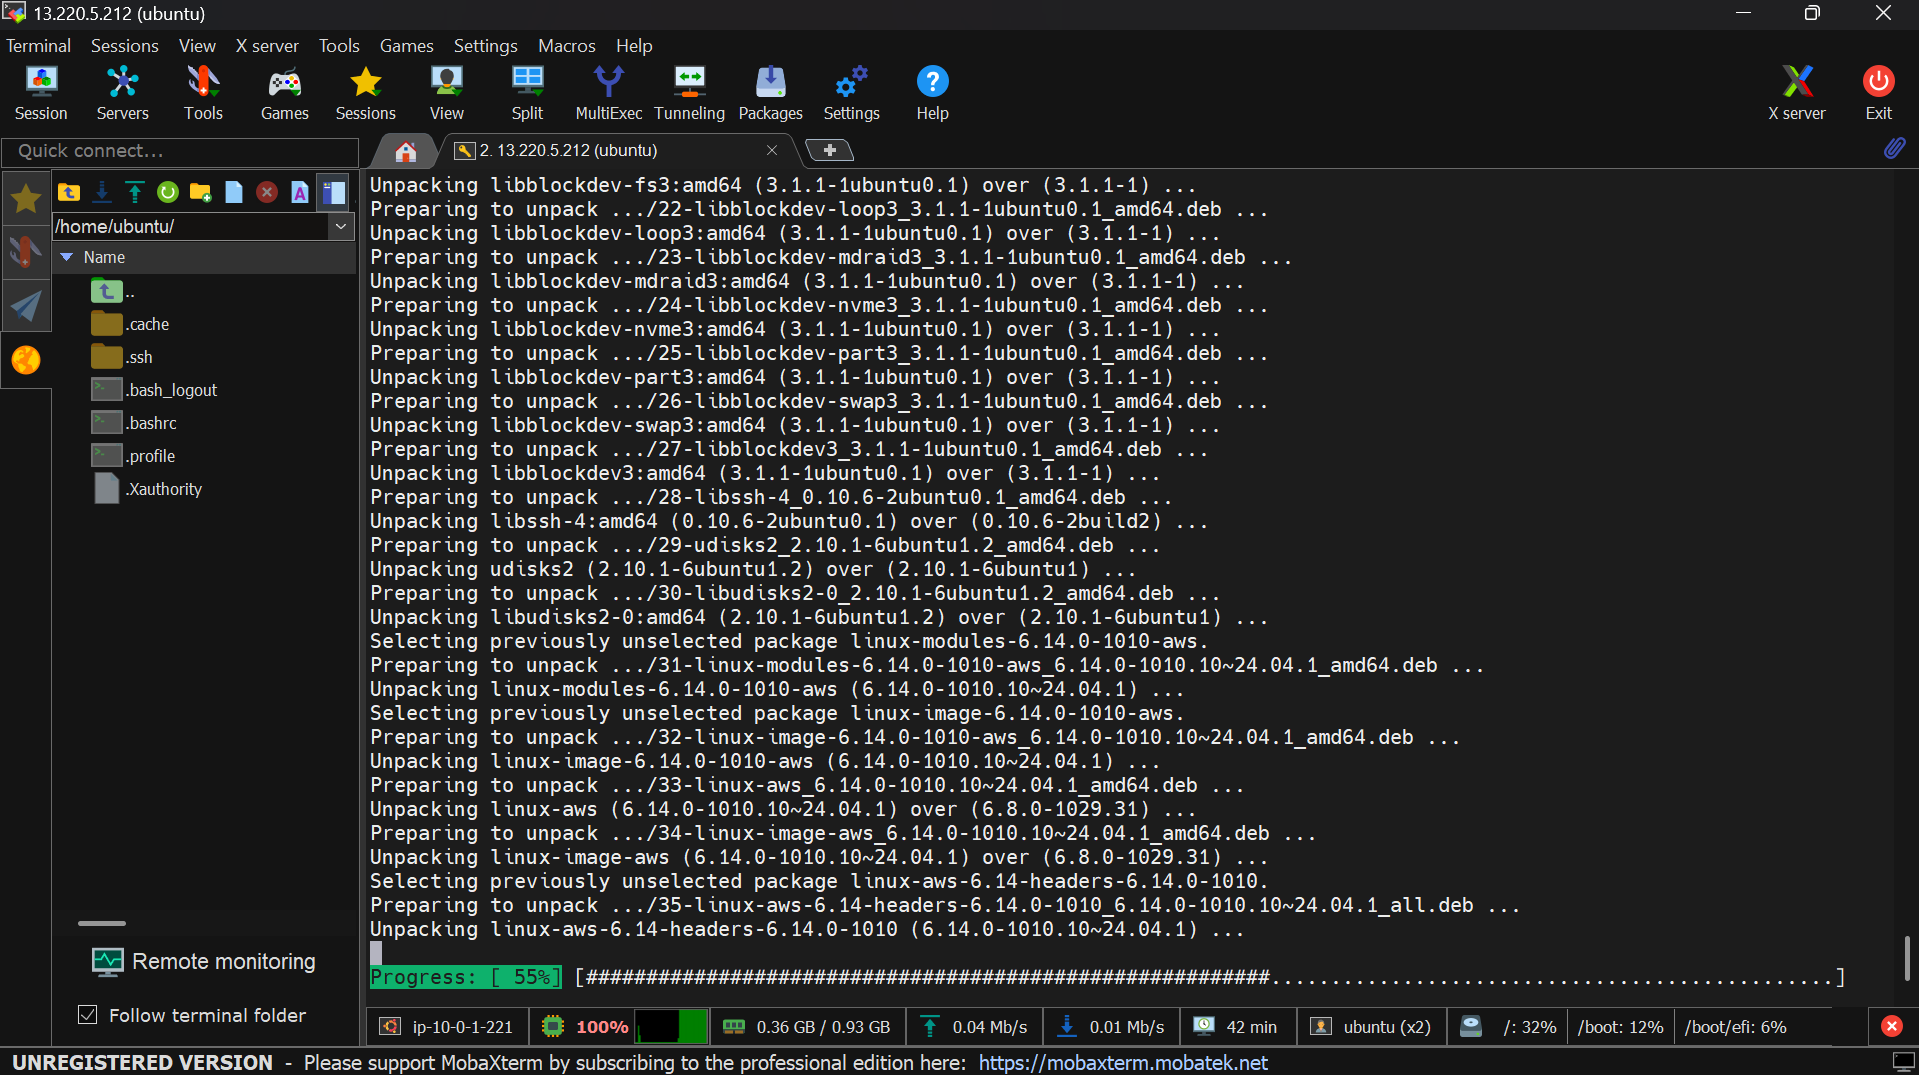 13.220.5.212 (ubuntu)
Terminal Sessions View X server Tools Games Settings Macros Help
Session Servers Tools Games Sessions View Split MultiExec Tunneling Packages Settings Help X server Exit
Quick connect...
2. 13.220.5.212 (ubuntu)
/home/ubuntu/
Name
..
.cache
.ssh
.bash_logout
.bashrc
.profile
.Xauthority
Remote monitoring
Follow terminal folder
Unpacking libblockdev-fs3:amd64 (3.1.1-1ubuntu0.1) over (3.1.1-1) ...
Preparing to unpack .../22-libblockdev-loop3_3.1.1-1ubuntu0.1_amd64.deb ...
Unpacking libblockdev-loop3:amd64 (3.1.1-1ubuntu0.1) over (3.1.1-1) ...
Preparing to unpack .../23-libblockdev-mdraid3_3.1.1-1ubuntu0.1_amd64.deb ...
Unpacking libblockdev-mdraid3:amd64 (3.1.1-1ubuntu0.1) over (3.1.1-1) ...
Preparing to unpack .../24-libblockdev-nvme3_3.1.1-1ubuntu0.1_amd64.deb ...
Unpacking libblockdev-nvme3:amd64 (3.1.1-1ubuntu0.1) over (3.1.1-1) ...
Preparing to unpack .../25-libblockdev-part3_3.1.1-1ubuntu0.1_amd64.deb ...
Unpacking libblockdev-part3:amd64 (3.1.1-1ubuntu0.1) over (3.1.1-1) ...
Preparing to unpack .../26-libblockdev-swap3_3.1.1-1ubuntu0.1_amd64.deb ...
Unpacking libblockdev-swap3:amd64 (3.1.1-1ubuntu0.1) over (3.1.1-1) ...
Preparing to unpack .../27-libblockdev3_3.1.1-1ubuntu0.1_amd64.deb ...
Unpacking libblockdev3:amd64 (3.1.1-1ubuntu0.1) over (3.1.1-1) ...
Preparing to unpack .../28-libssh-4_0.10.6-2ubuntu0.1_amd64.deb ...
Unpacking libssh-4:amd64 (0.10.6-2ubuntu0.1) over (0.10.6-2build2) ...
Preparing to unpack .../29-udisks2_2.10.1-6ubuntu1.2_amd64.deb ...
Unpacking udisks2 (2.10.1-6ubuntu1.2) over (2.10.1-6ubuntu1) ...
Preparing to unpack .../30-libudisks2-0_2.10.1-6ubuntu1.2_amd64.deb ...
Unpacking libudisks2-0:amd64 (2.10.1-6ubuntu1.2) over (2.10.1-6ubuntu1) ...
Selecting previously unselected package linux-modules-6.14.0-1010-aws.
Preparing to unpack .../31-linux-modules-6.14.0-1010-aws_6.14.0-1010.10~24.04.1_amd64.deb ...
Unpacking linux-modules-6.14.0-1010-aws (6.14.0-1010.10~24.04.1) ...
Selecting previously unselected package linux-image-6.14.0-1010-aws.
Preparing to unpack .../32-linux-image-6.14.0-1010-aws_6.14.0-1010.10~24.04.1_amd64.deb ...
Unpacking linux-image-6.14.0-1010-aws (6.14.0-1010.10~24.04.1) ...
Preparing to unpack .../33-linux-aws_6.14.0-1010.10~24.04.1_amd64.deb ...
Unpacking linux-aws (6.14.0-1010.10~24.04.1) over (6.8.0-1029.31) ...
Preparing to unpack .../34-linux-image-aws_6.14.0-1010.10~24.04.1_amd64.deb ...
Unpacking linux-image-aws (6.14.0-1010.10~24.04.1) over (6.8.0-1029.31) ...
Selecting previously unselected package linux-aws-6.14-headers-6.14.0-1010.
Preparing to unpack .../35-linux-aws-6.14-headers-6.14.0-1010_6.14.0-1010.10~24.04.1_all.deb ...
Unpacking linux-aws-6.14-headers-6.14.0-1010 (6.14.0-1010.10~24.04.1) ...
Progress: [ 55%] [#########################################################...............................................]
ip-10-0-1-221 100% 0.36 GB / 0.93 GB 0.04 Mb/s 0.01 Mb/s 42 min ubuntu (x2) /: 32% /boot: 12% /boot/efi: 6%
UNREGISTERED VERSION - Please support MobaXterm by subscribing to the professional edition here: https://mobaxterm.mobatek.net